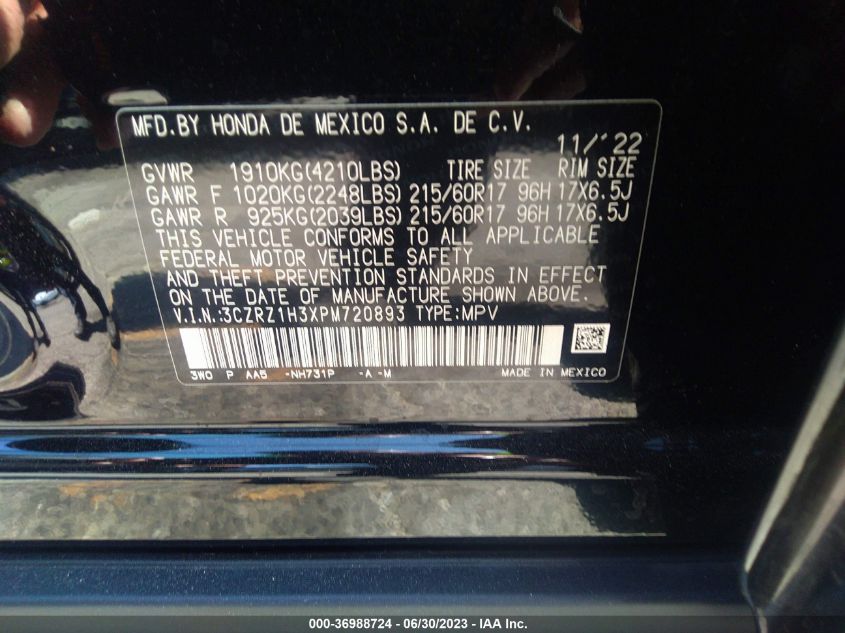 MFD.BY HONDA DE MEXICO S.A. DE C.V.
11/'22
GVWR 1910KG(4210LBS) TIRE SIZE RIM SIZE
GAWR F 1020KG(2248LBS) 215/60R17 96H 17X6.5J
GAWR R 925KG(2039LBS) 215/60R17 96H 17X6.5J
THIS VEHICLE CONFORMS TO ALL APPLICABLE
FEDERAL MOTOR VEHICLE SAFETY
AND THEFT PREVENTION STANDARDS IN EFFECT
ON THE DATE OF MANUFACTURE SHOWN ABOVE.
V.I.N.:3CZRZ1H3XPM720893 TYPE:MPV
3W0 P AA5 -NH731P -A -M MADE IN MEXICO
000-36988724 - 06/30/2023 - IAA Inc.